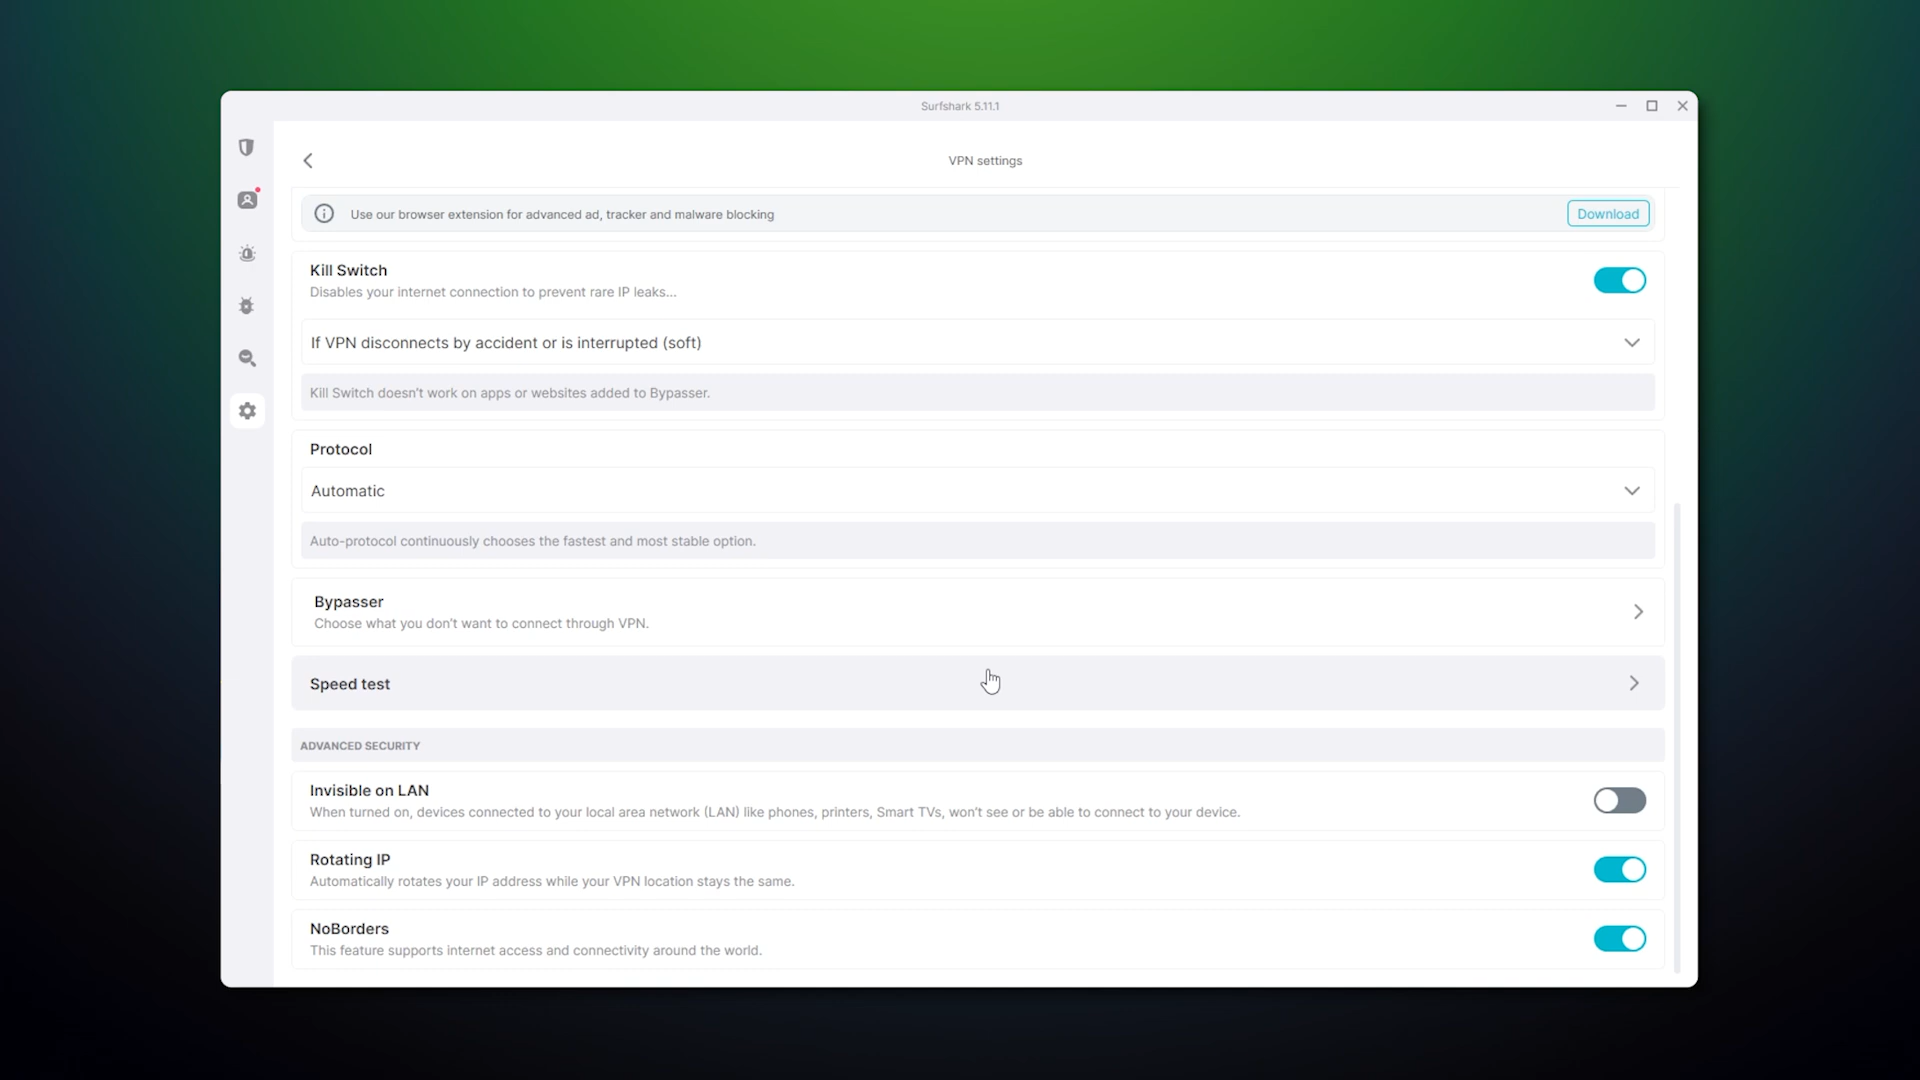 Surfshark 5.11.1
VPN settings
Use our browser extension for advanced ad, tracker and malware blocking
Download
Kill Switch
Disables your internet connection to prevent rare IP leaks...
If VPN disconnects by accident or is interrupted (soft)
Kill Switch doesn't work on apps or websites added to Bypasser.
Protocol
Automatic
Auto-protocol continuously chooses the fastest and most stable option.
Bypasser
Choose what you don't want to connect through VPN.
Speed test
ADVANCED SECURITY
Invisible on LAN
When turned on, devices connected to your local area network (LAN) like phones, printers, Smart TVs, won't see or be able to connect to your device.
Rotating IP
Automatically rotates your IP address while your VPN location stays the same.
NoBorders
This feature supports internet access and connectivity around the world.